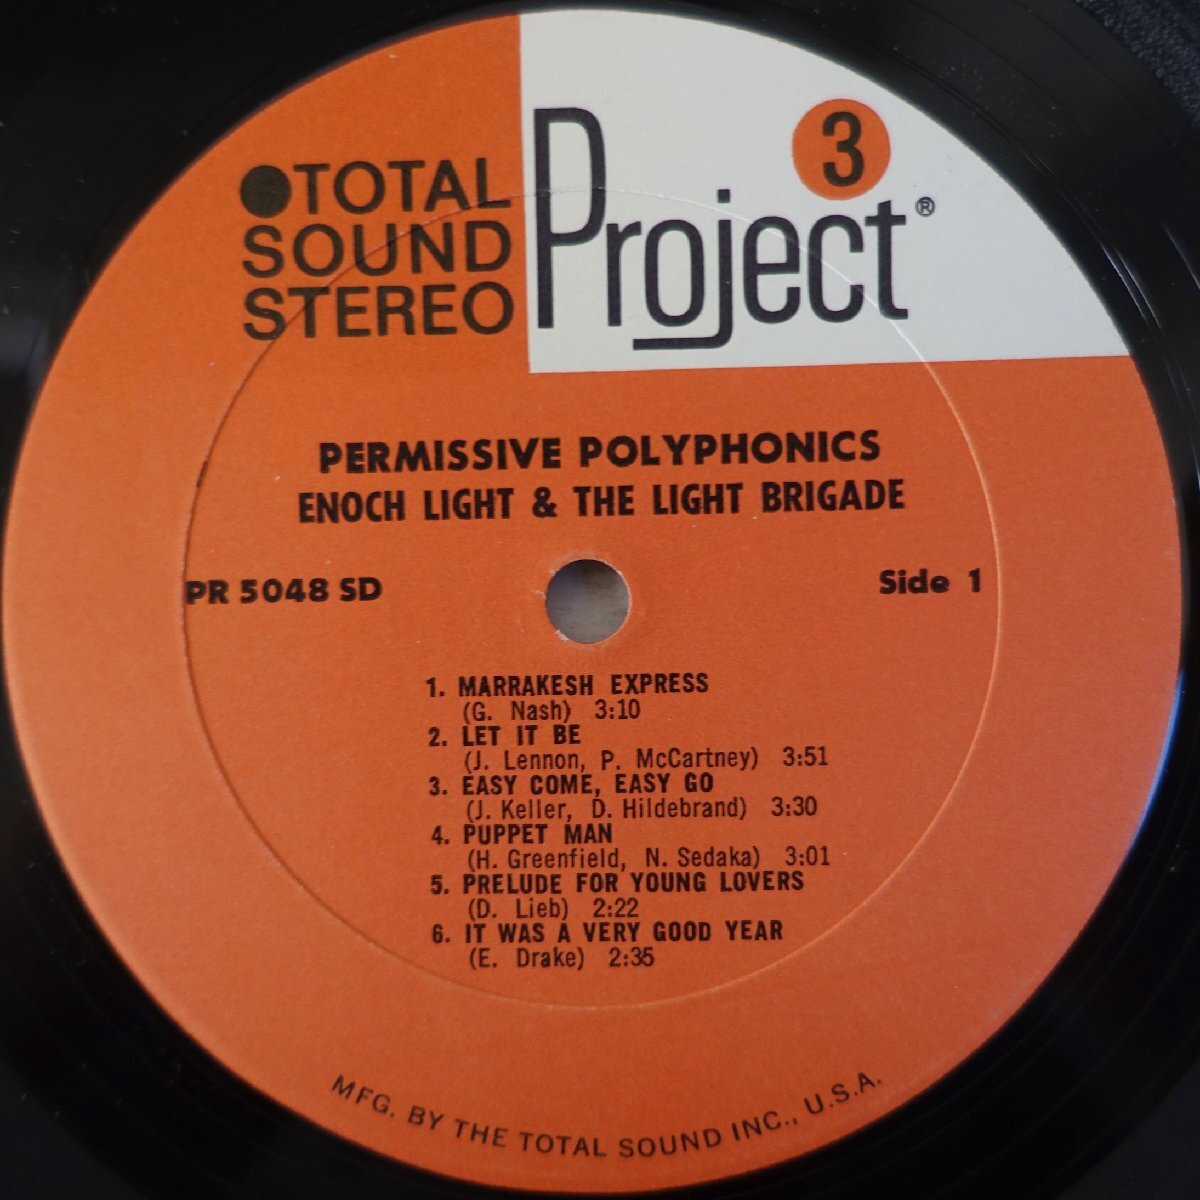 ●TOTAL
SOUND
STEREO
Project 3®
PERMISSIVE POLYPHONICS
ENOCH LIGHT & THE LIGHT BRIGADE
PR 5048 SD
Side 1
1. MARRAKESH EXPRESS
(G. Nash) 3:10
2. LET IT BE
(J. Lennon, P. McCartney) 3:51
3. EASY COME, EASY GO
(J. Keller, D. Hildebrand) 3:30
4. PUPPET MAN
(H. Greenfield, N. Sedaka) 3:01
5. PRELUDE FOR YOUNG LOVERS
(D. Lieb) 2:22
6. IT WAS A VERY GOOD YEAR
(E. Drake) 2:35
MFG. BY THE TOTAL SOUND INC., U.S.A.